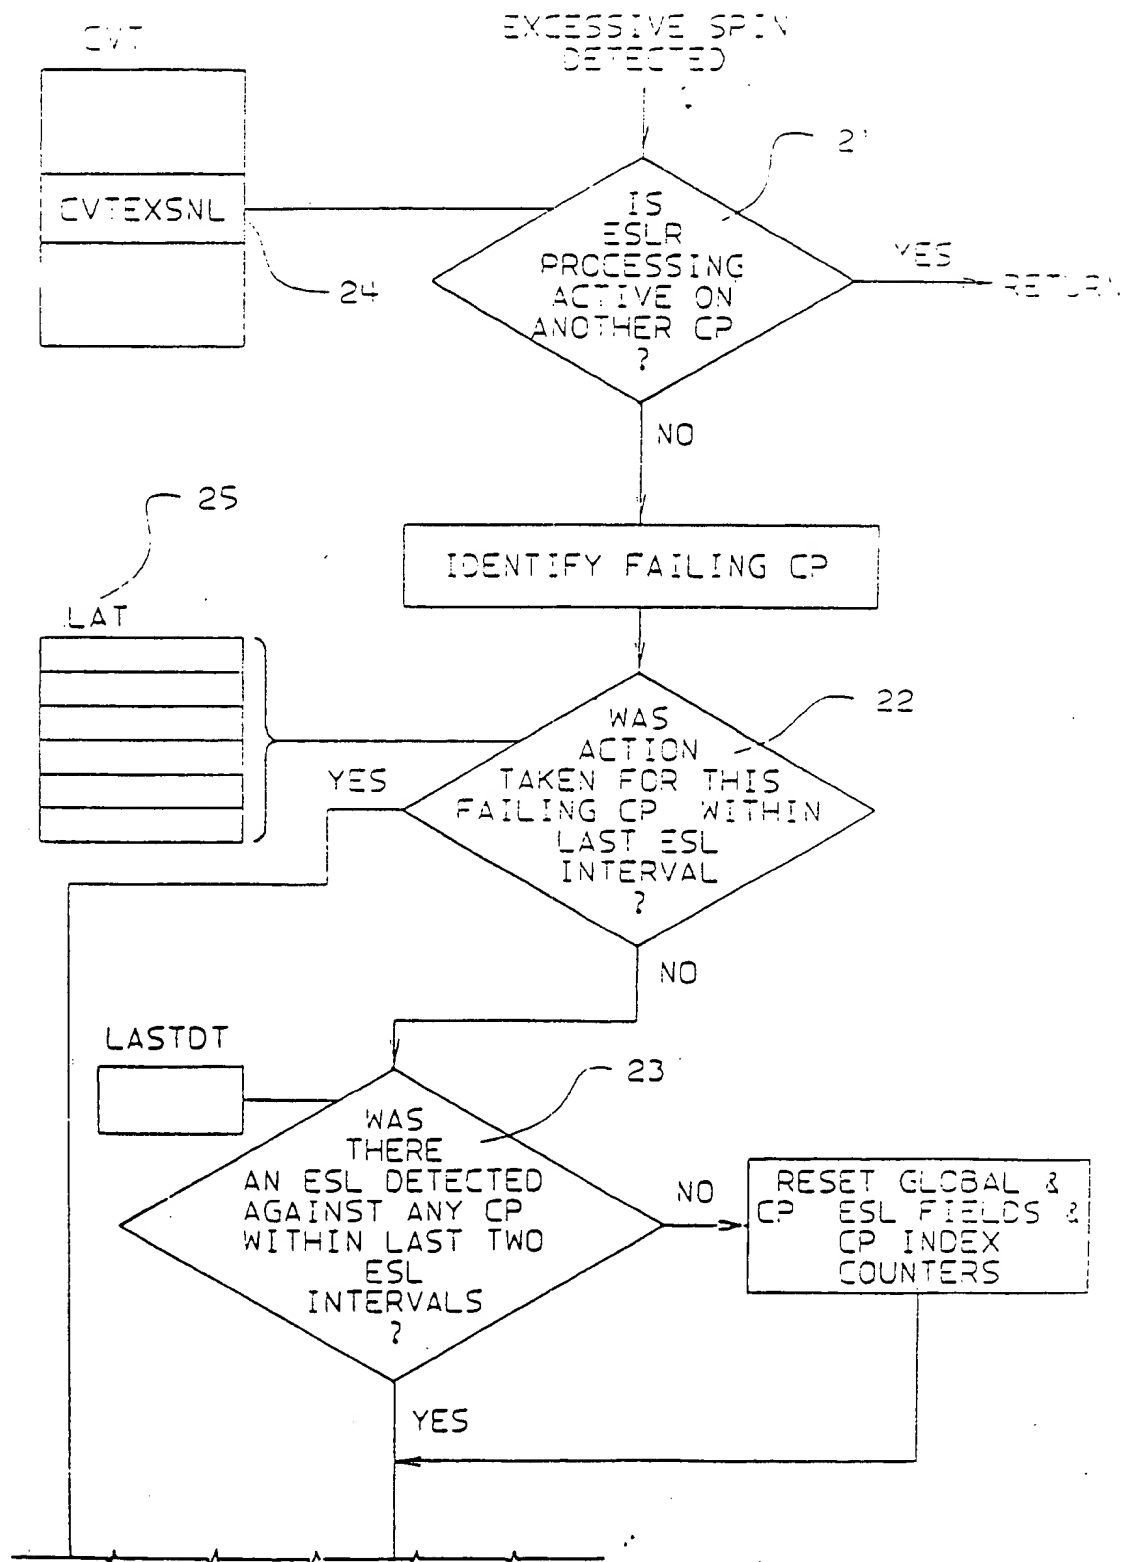 CVT
EXCESSIVE SPIN
DETECTED
21
CVTEXSNL
24
IS
ESLR
PROCESSING
ACTIVE ON
ANOTHER CP
?
YES
RETURN
NO
25
IDENTIFY FAILING CP
LAT
22
WAS
ACTION
TAKEN FOR THIS
FAILING CP WITHIN
LAST ESL
INTERVAL
?
YES
NO
LASTDT
23
WAS
THERE
AN ESL DETECTED
AGAINST ANY CP
WITHIN LAST TWO
ESL
INTERVALS
?
NO
RESET GLOBAL &
CP ESL FIELDS &
CP INDEX
COUNTERS
YES